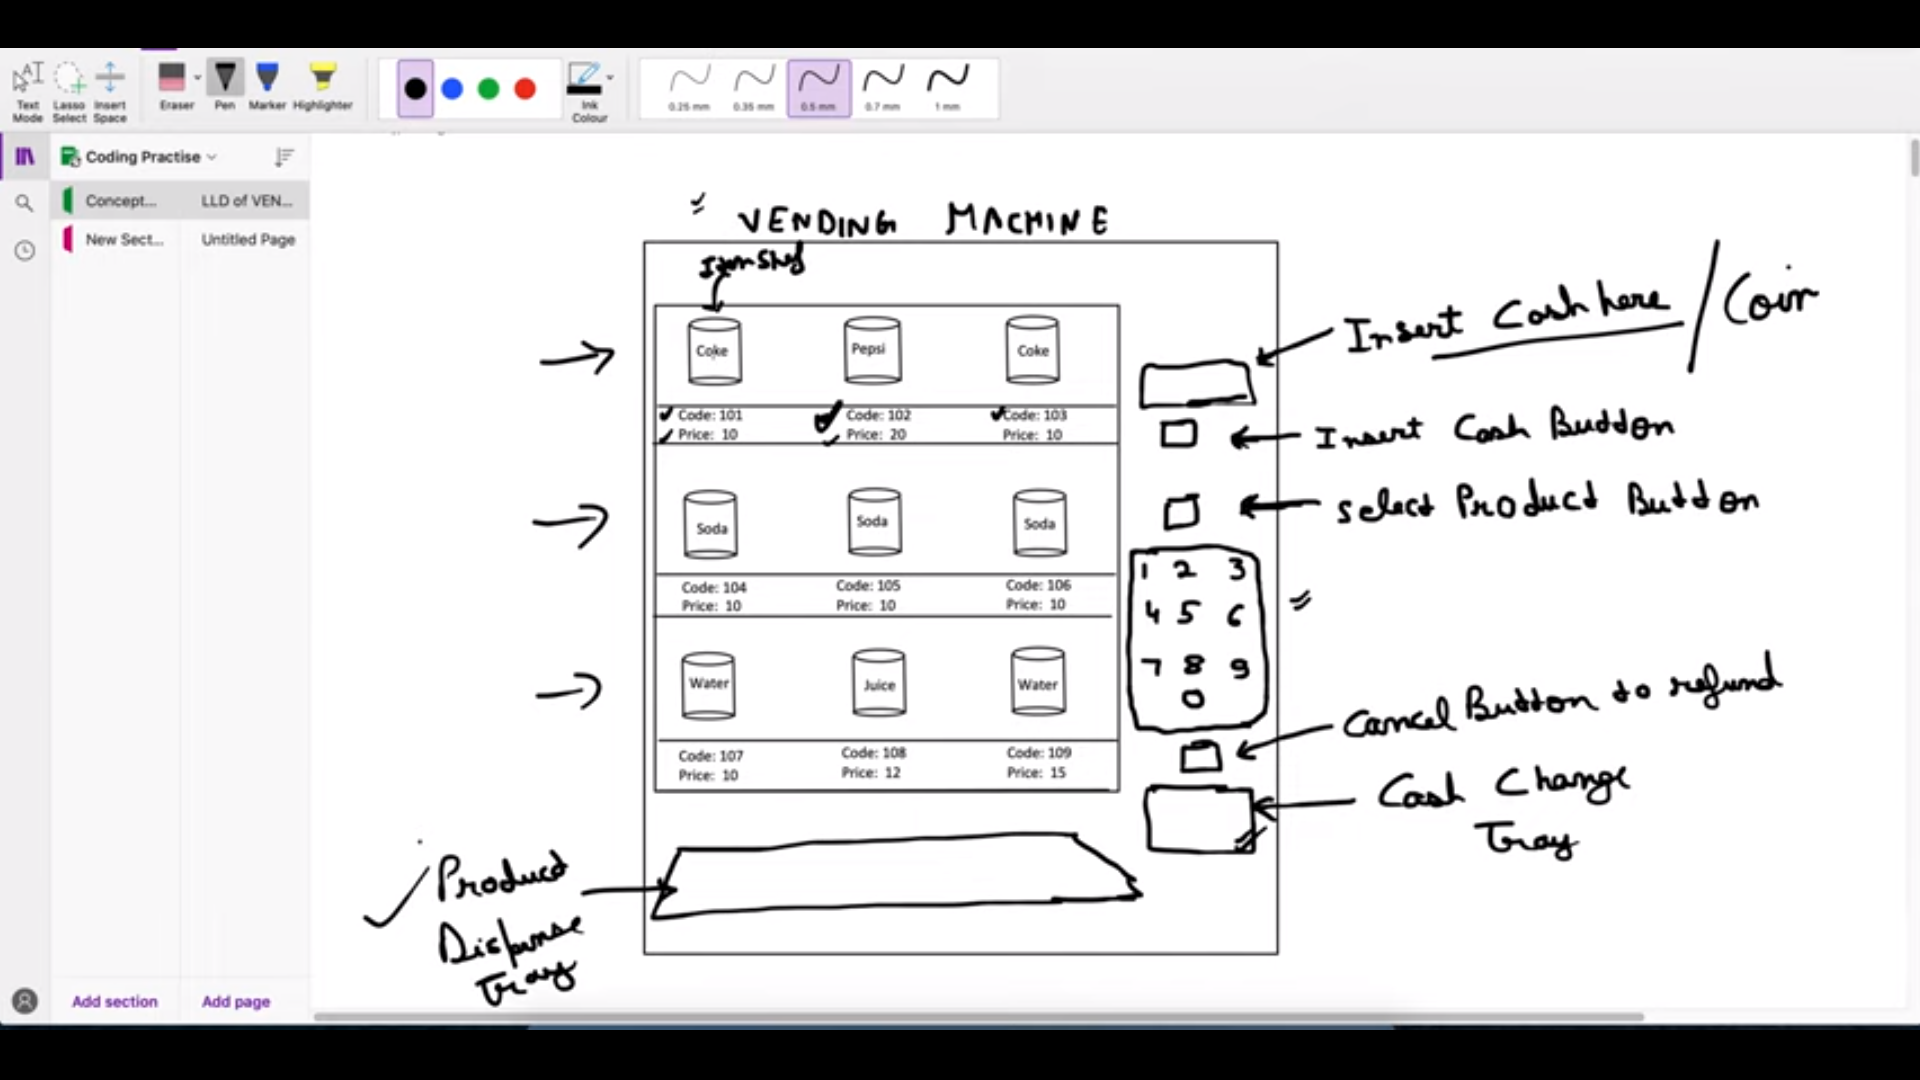 Text Mode
Lasso Select
Insert Space
Eraser
Pen
Marker
Highlighter
Ink Colour
0.25 mm
0.35 mm
0.5 mm
0.7 mm
1 mm
Coding Practise
Concept...
LLD of VEN...
New Sect...
Untitled Page
VENDING MACHINE
Coke
Pepsi
Coke
Code: 101
Code: 102
Code: 103
Price: 10
Price: 20
Price: 10
Soda
Soda
Soda
Code: 104
Code: 105
Code: 106
Price: 10
Price: 10
Price: 10
Water
Juice
Water
Code: 107
Code: 108
Code: 109
Price: 10
Price: 12
Price: 15
Insert Cash here / Coin
Insert Cash Button
select Product Button
1 2 3
4 5 6
7 8 9
0
Cancel Button to refund
Cash Change
Tray
Product
Dispense
Tray
Add section
Add page